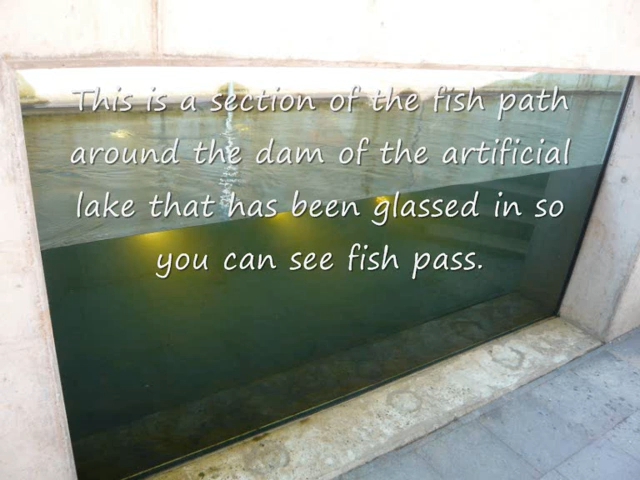 This is a section of the fish path
around the dam of the artificial
lake that has been glassed in so
you can see fish pass.